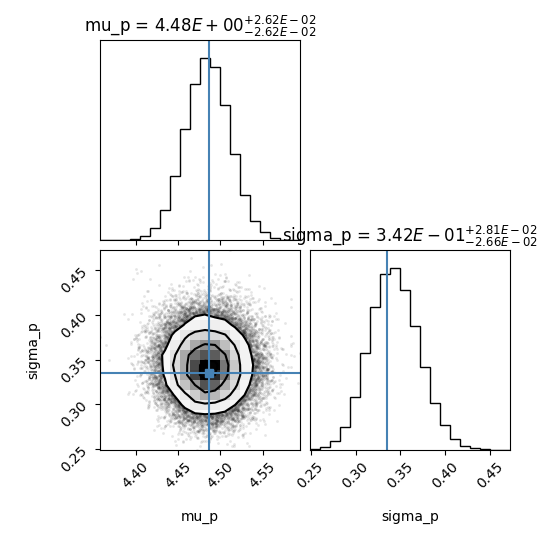 mu_p = 4.48E+00+2.62E−02
−2.62E−02
sigma_p = 3.42E−01+2.81E−02
−2.66E−02
0.45
0.40
0.35
0.30
0.25
sigma_p
4.40 4.45 4.50 4.55
0.25 0.30 0.35 0.40 0.45
mu_p
sigma_p